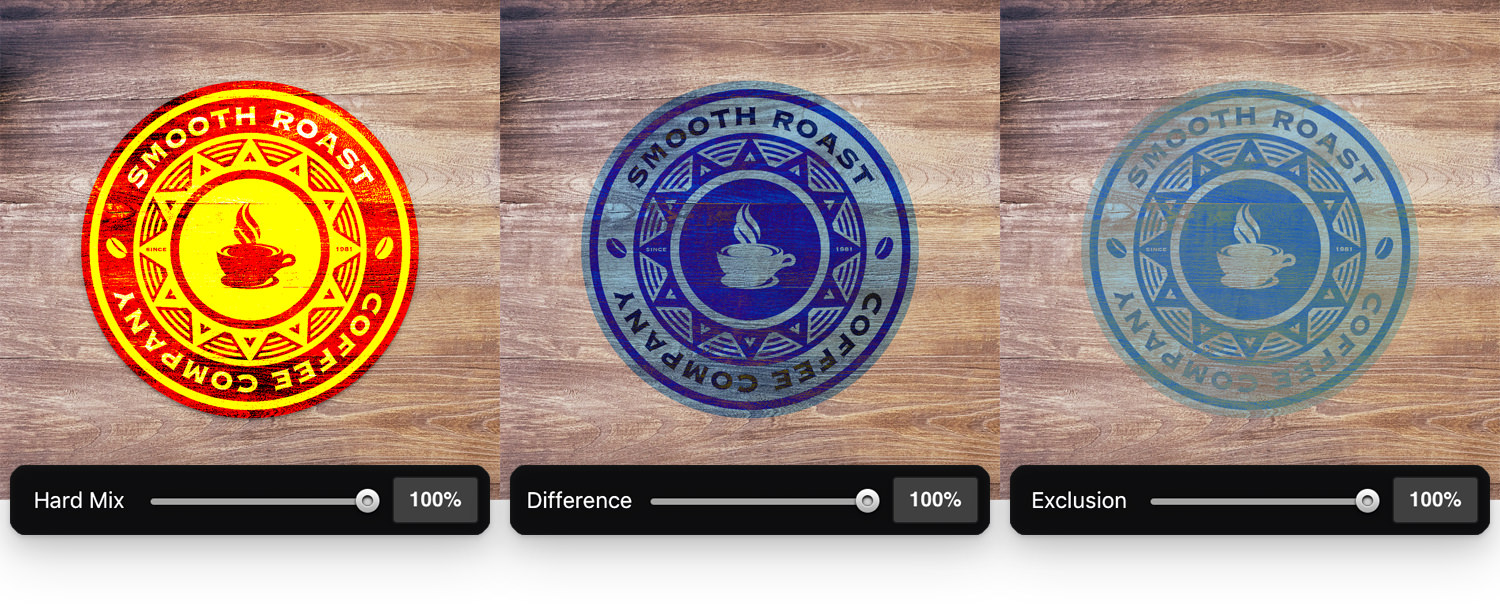 SMOOTH ROAST
SINCE 1981
COFFEE COMPANY
Hard Mix 100%
SMOOTH ROAST
SINCE 1981
COFFEE COMPANY
Difference 100%
SMOOTH ROAST
SINCE 1981
COFFEE COMPANY
Exclusion 100%